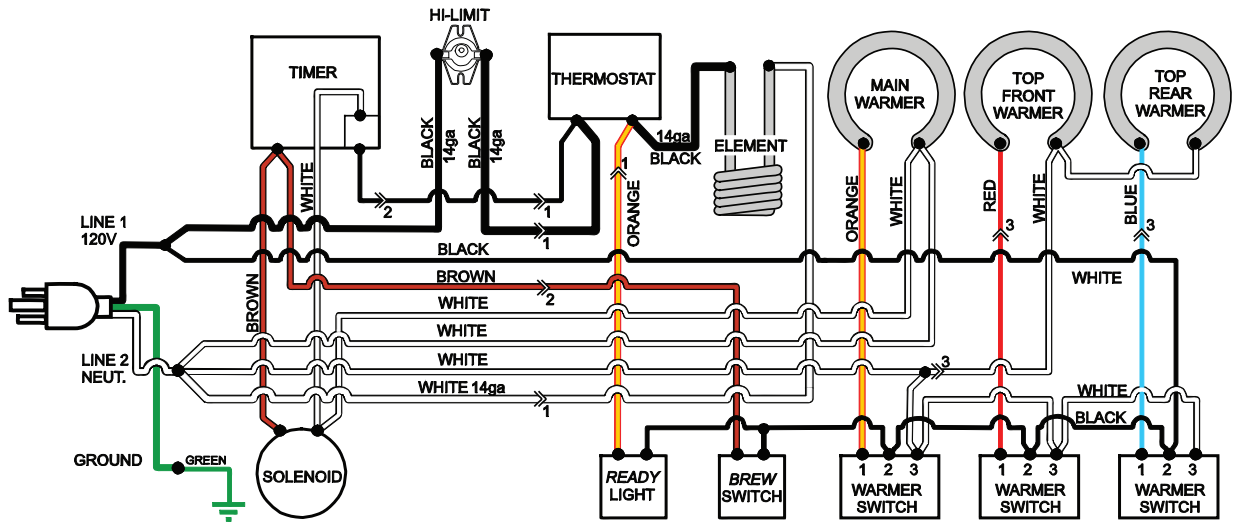 HI-LIMIT
TIMER
THERMOSTAT
MAIN
WARMER
TOP
FRONT
WARMER
TOP
REAR
WARMER
BLACK
14ga
BLACK
14ga
14ga
BLACK
ELEMENT
WHITE
2
1
1
ORANGE
1
ORANGE
WHITE
RED
3
WHITE
BLUE
3
LINE 1
120V
BLACK
WHITE
BROWN
BROWN
2
WHITE
WHITE
LINE 2
NEUT.
WHITE
3
WHITE 14ga
1
WHITE
BLACK
GROUND
GREEN
SOLENOID
READY
LIGHT
BREW
SWITCH
1 2 3
WARMER
SWITCH
1 2 3
WARMER
SWITCH
1 2 3
WARMER
SWITCH